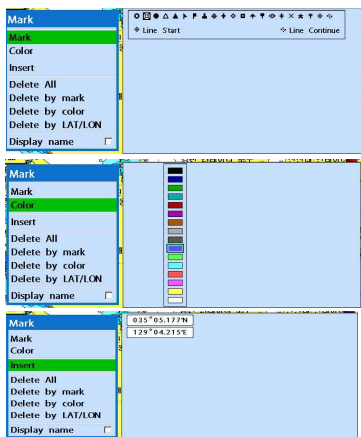 Mark
Mark
Color
Insert
Delete All
Delete by mark
Delete by color
Delete by LAT/LON
Display name
Line Start
Line Continue
Mark
Mark
Color
Insert
Delete All
Delete by mark
Delete by color
Delete by LAT/LON
Display name
Mark
Mark
Color
Insert
Delete All
Delete by mark
Delete by color
Delete by LAT/LON
Display name
035°05.177'N
129°04.215'E